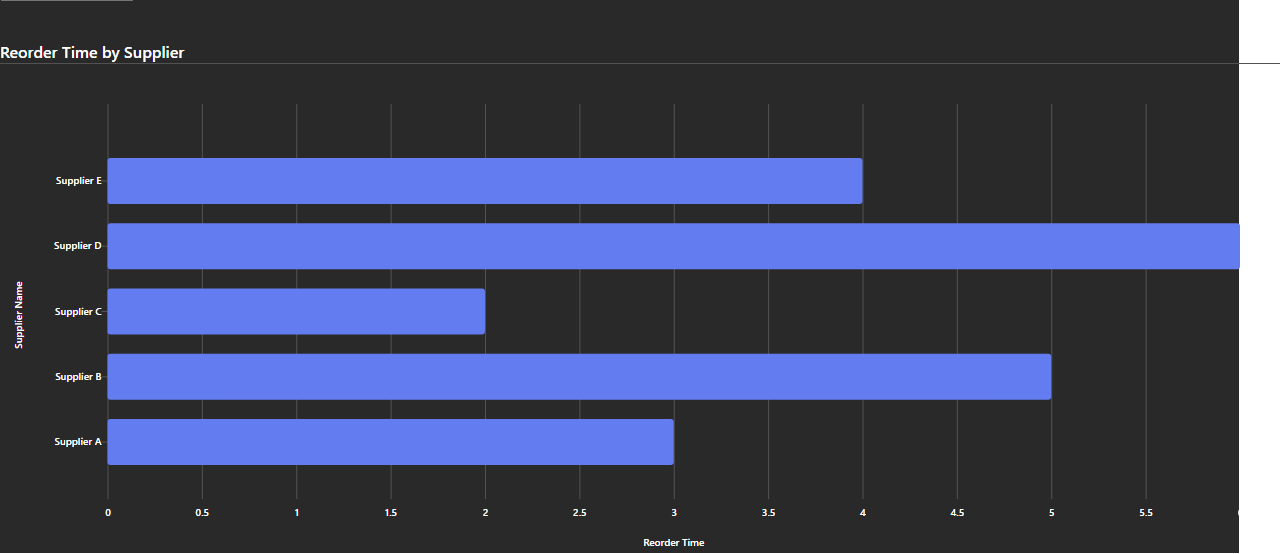 Reorder Time by Supplier
Supplier E
Supplier D
Supplier C
Supplier B
Supplier A
Supplier Name
0 0.5 1 1.5 2 2.5 3 3.5 4 4.5 5 5.5
Reorder Time